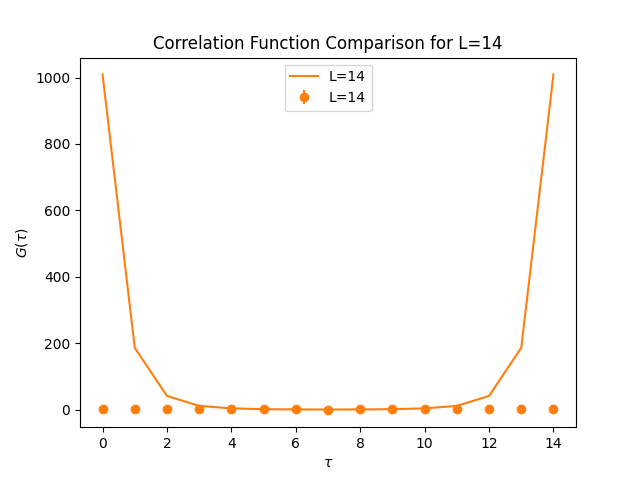 Correlation Function Comparison for L=14
L=14
L=14
G(τ)
1000
800
600
400
200
0
0 2 4 6 8 10 12 14
τ